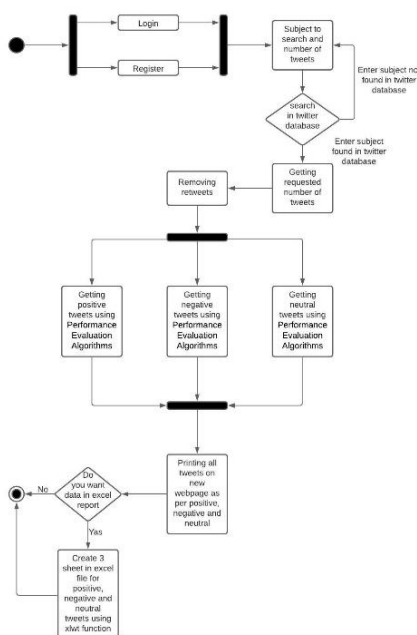 Login
Register
Subject to
search and
number of
tweets
Enter subject no
found in twitter
database
search
in twitter
database
Enter subject
found in twitter
database
Getting
requested
number of
tweets
Removing
retweets
Getting
positive
tweets using
Performance
Evaluation
Algorithms
Getting
negative
tweets using
Performance
Evaluation
Algorithms
Getting
neutral
tweets using
Performance
Evaluation
Algorithms
Printing all
tweets on
new
webpage as
per positive,
negative and
neutral
Do
you want
data in excel
report
No
Yas
Create 3
sheet in excel
file for
positive,
negative and
neutral
tweets using
xlwt function